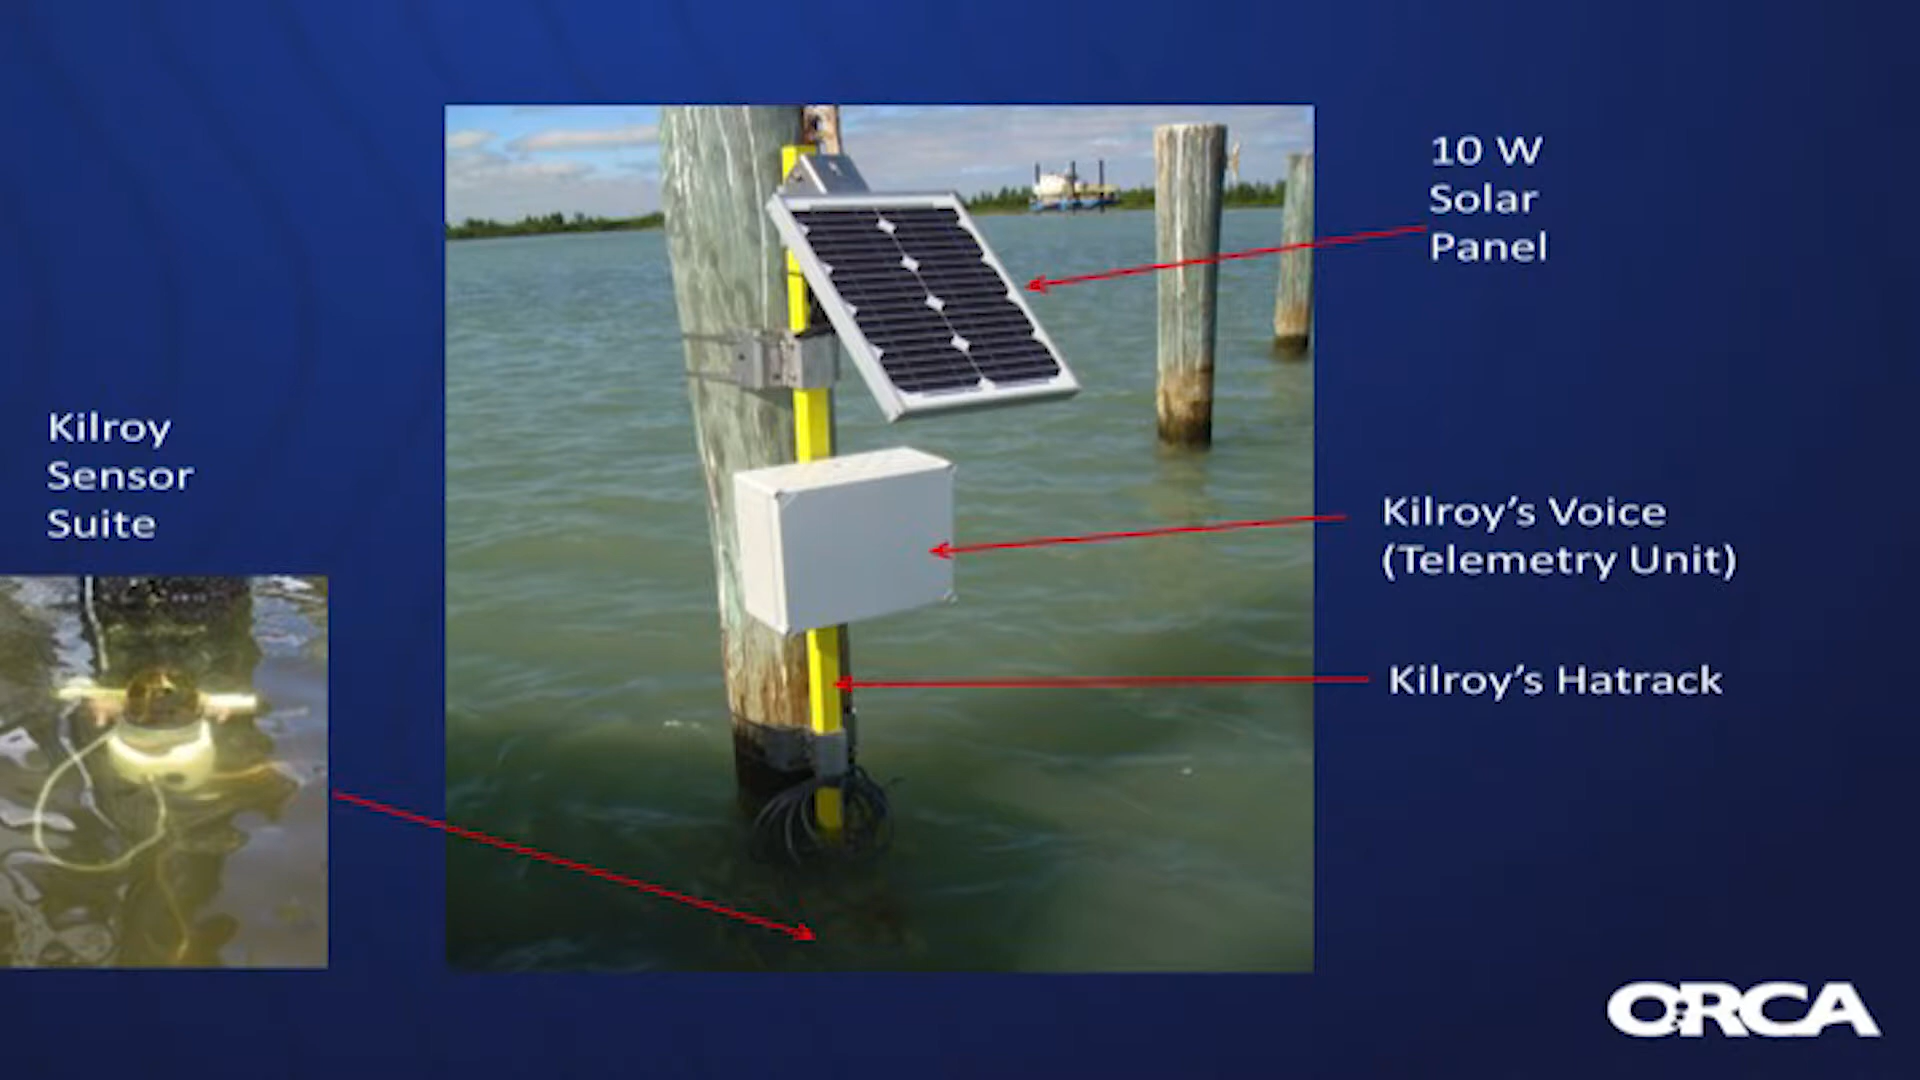 10 W
Solar
Panel
Kilroy
Sensor
Suite
Kilroy's Voice
(Telemetry Unit)
Kilroy's Hatrack
ORCA